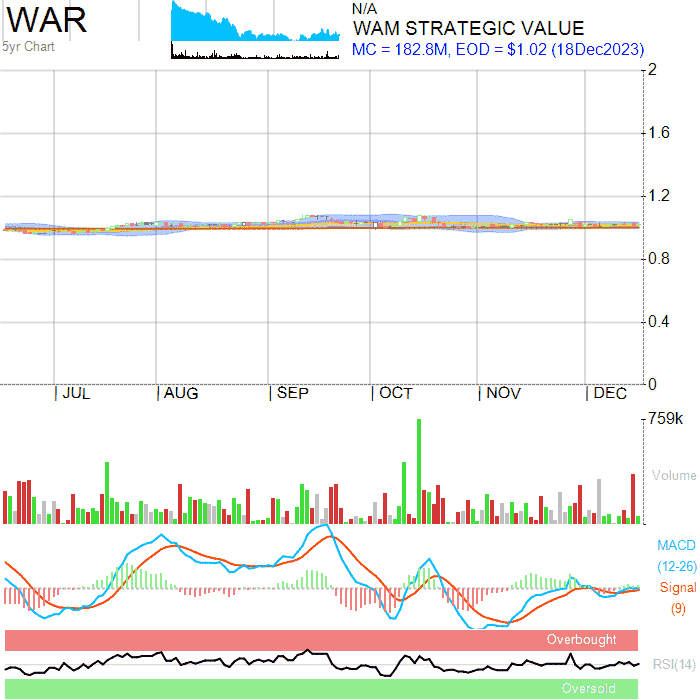 WAR
5yr Chart
N/A
WAM STRATEGIC VALUE
MC = 182.8M, EOD = $1.02 (18Dec2023)
2
1.6
1.2
0.8
0.4
0
JUL
AUG
SEP
OCT
NOV
DEC
759k
Volume
MACD
(12-26)
Signal
(9)
Overbought
RSI(14)
Oversold